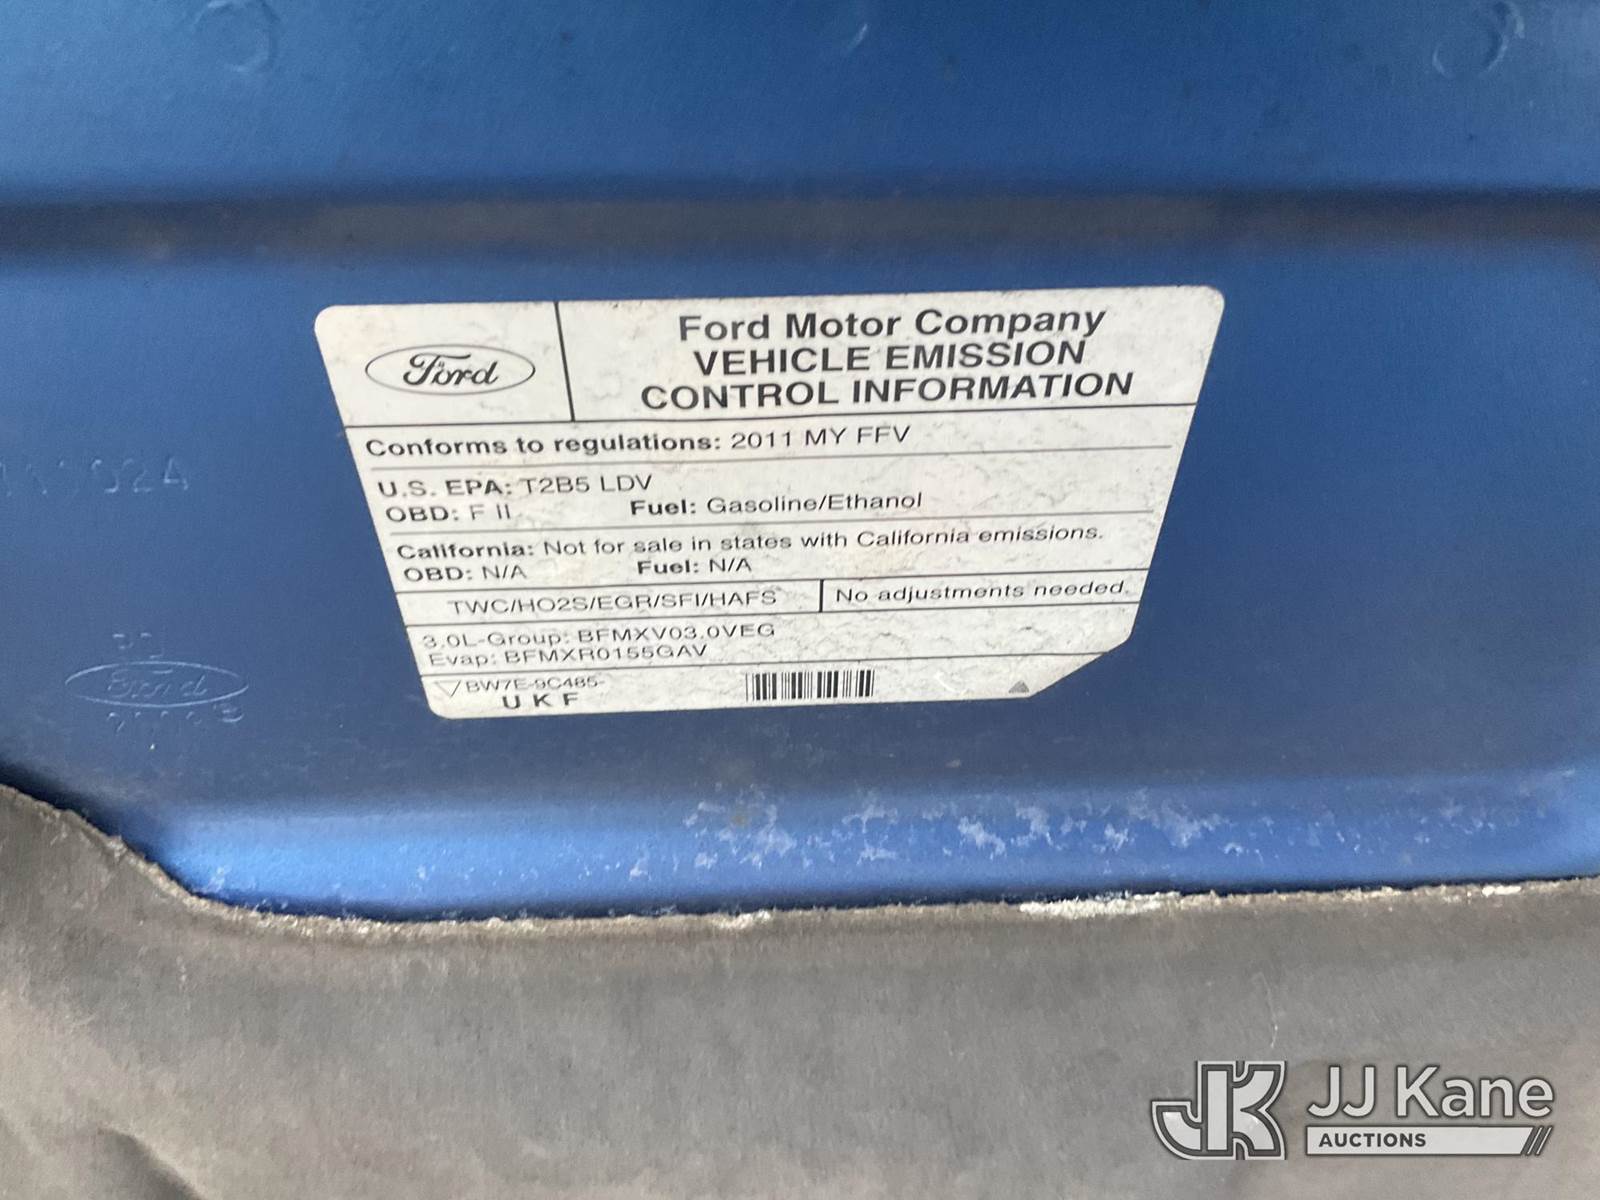 Ford
Ford Motor Company
VEHICLE EMISSION
CONTROL INFORMATION
Conforms to regulations: 2011 MY FFV
U.S. EPA: T2B5 LDV
OBD: F II Fuel: Gasoline/Ethanol
California: Not for sale in states with California emissions.
OBD: N/A Fuel: N/A
TWC/HO2S/EGR/SFI/HAFS No adjustments needed.
3.0L-Group: BFMXV03.0VEG
Evap: BFMXR0155GAV
BW7E-9C485-
U K F
Ford
JK JJ Kane
AUCTIONS